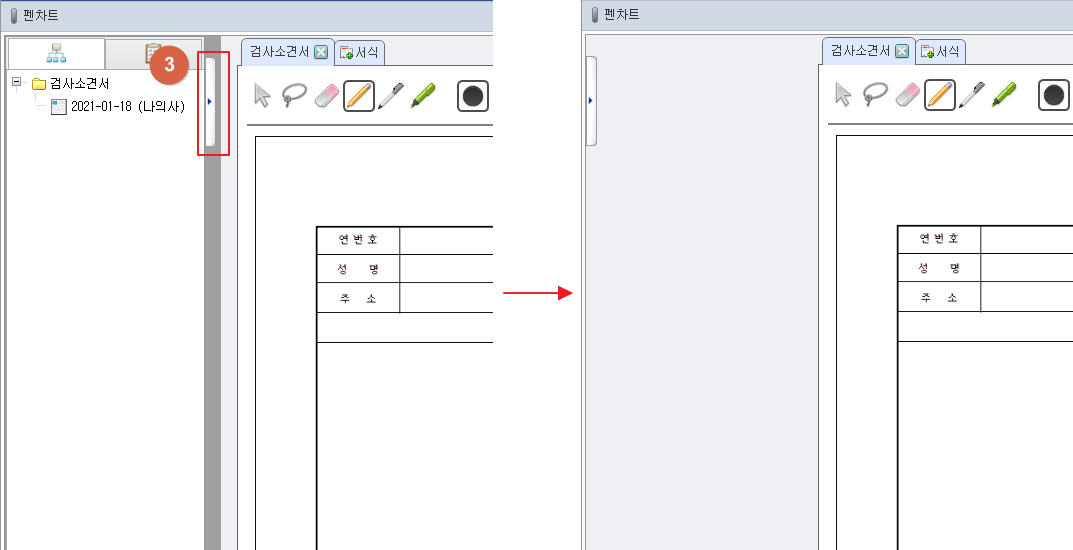 펜차트
3
검사소견서
2021-01-18 (나의사)
검사소견서 서식
연 번 호
성 명
주 소
펜차트
검사소견서 서식
연 번 호
성 명
주 소